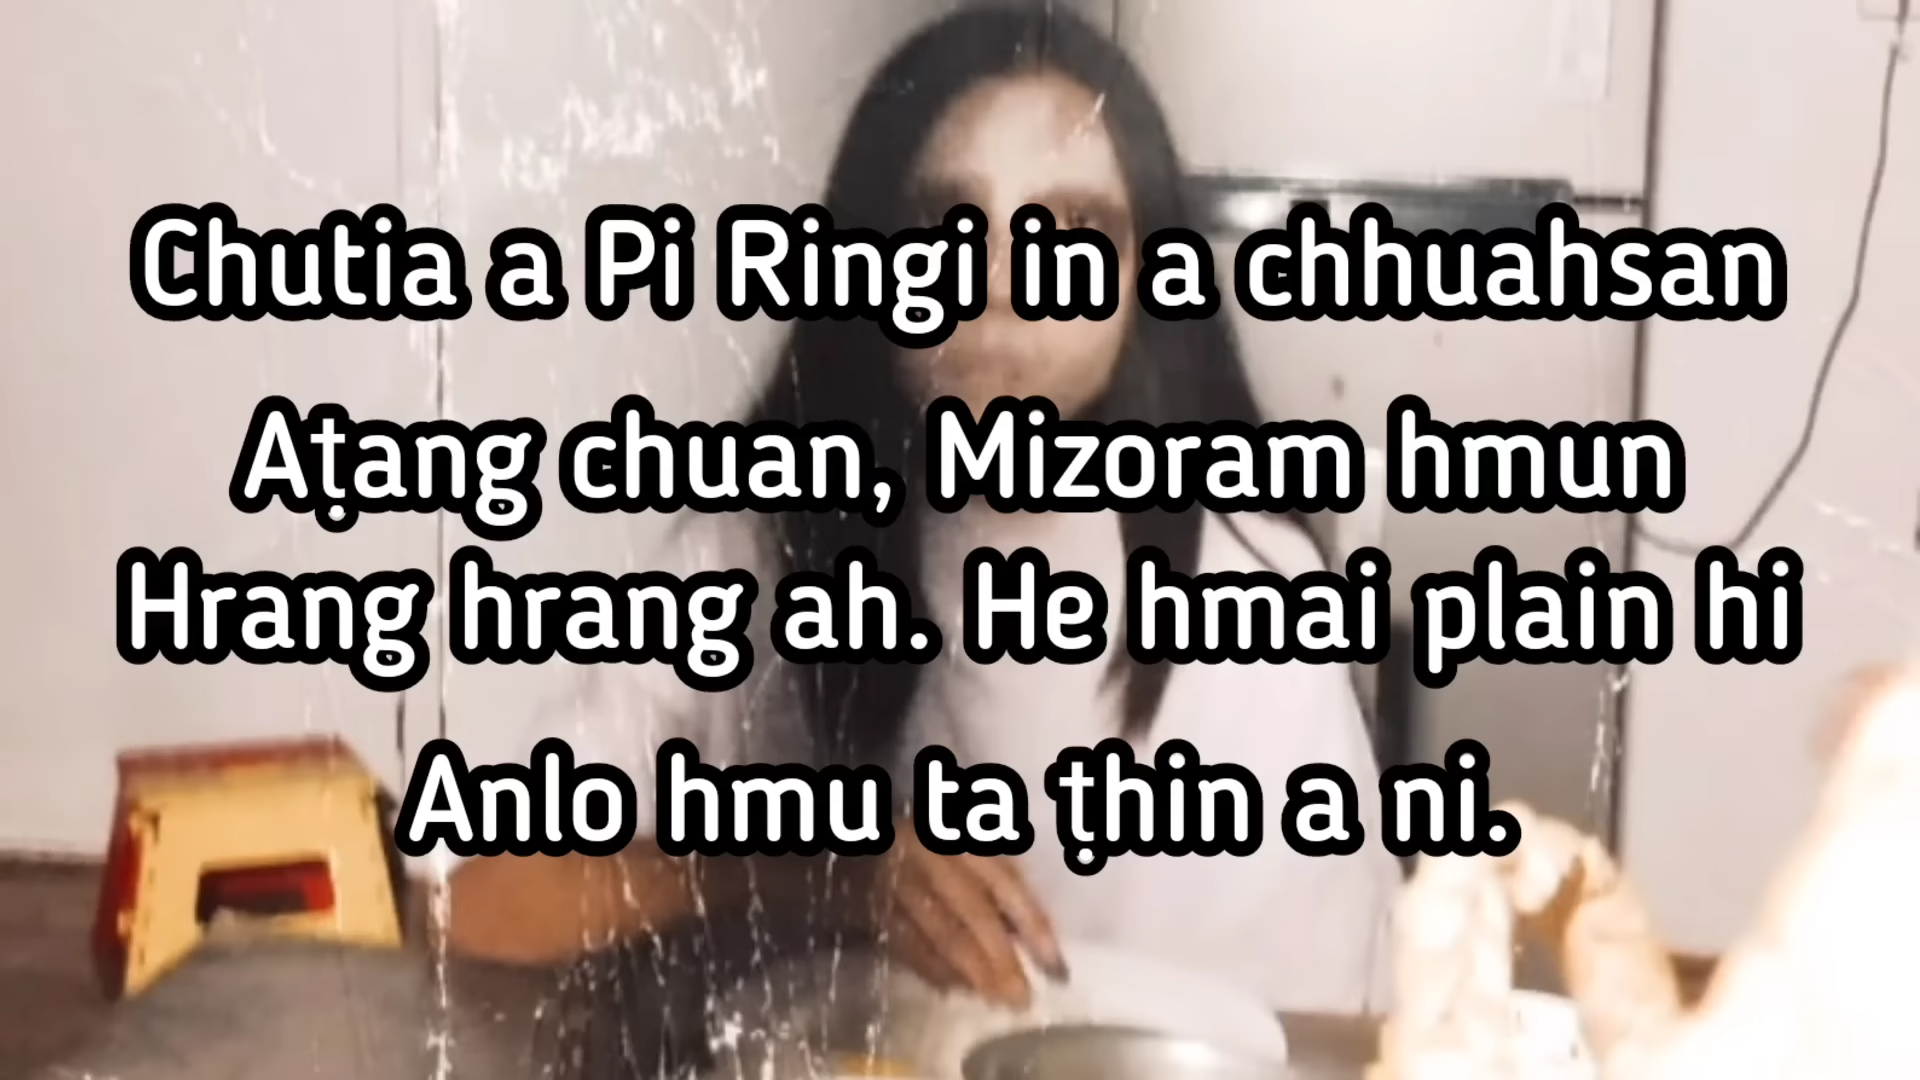 Chutia a Pi Ringi in a chhuahsan
Aṭang chuan, Mizoram hmun
Hrang hrang ah. He hmai plain hi
Anlo hmu ta ṭhin a ni.